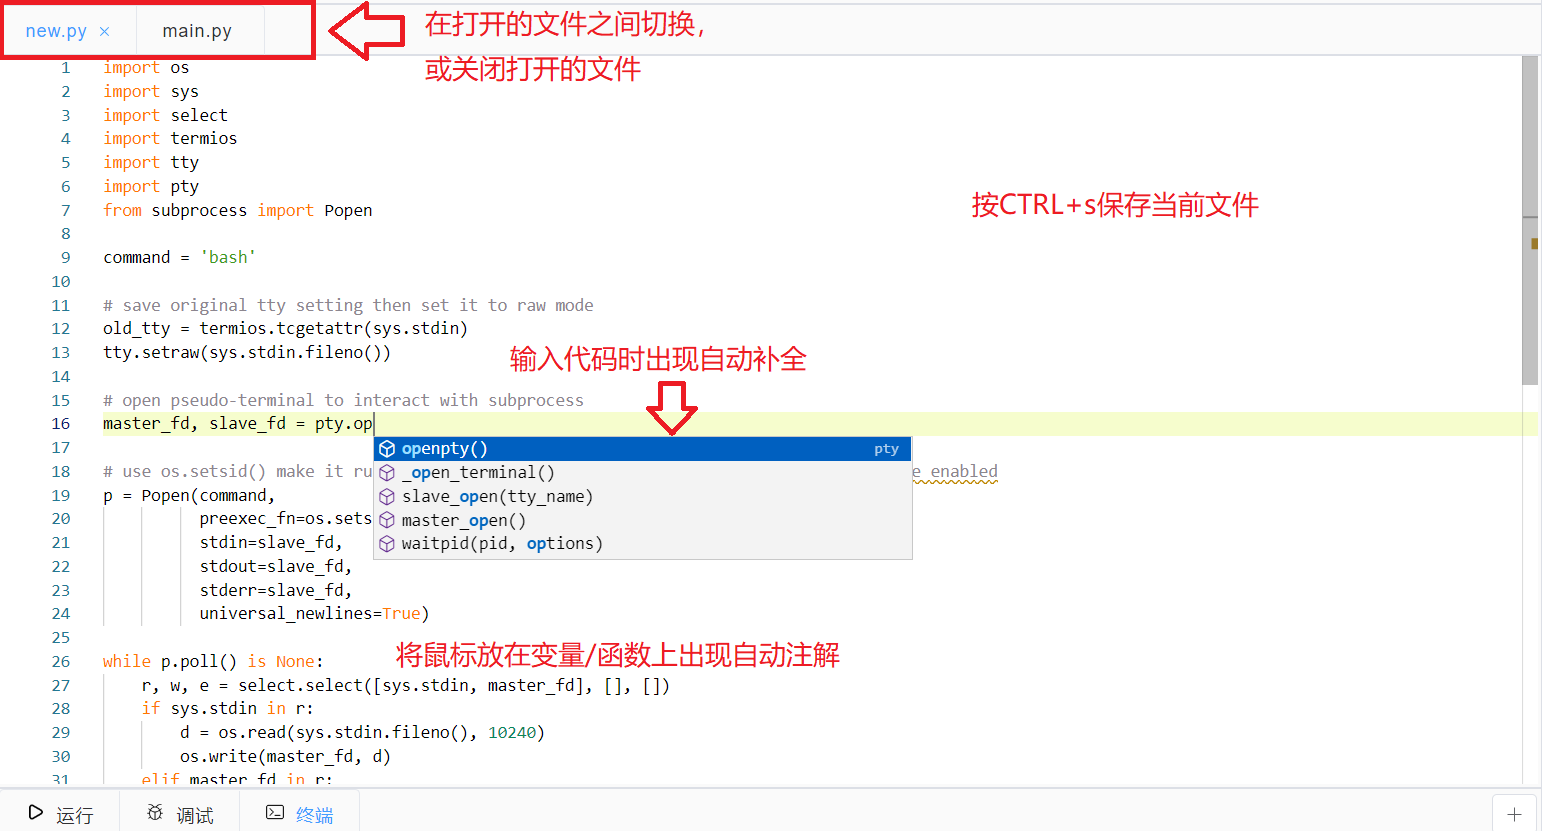 new.py × main.py
在打开的文件之间切换,
或关闭打开的文件
1 import os
2 import sys
3 import select
4 import termios
5 import tty
6 import pty
7 from subprocess import Popen
按CTRL+s保存当前文件
8
9 command = 'bash'
10
11 # save original tty setting then set it to raw mode
12 old_tty = termios.tcgetattr(sys.stdin)
13 tty.setraw(sys.stdin.fileno())
输入代码时出现自动补全
14
15 # open pseudo-terminal to interact with subprocess
16 master_fd, slave_fd = pty.op
17
openpty() pty
_open_terminal()
slave_open(tty_name)
master_open()
waitpid(pid, options)
18 # use os.setsid() make it ru e enabled
19 p = Popen(command,
20 preexec_fn=os.sets
21 stdin=slave_fd,
22 stdout=slave_fd,
23 stderr=slave_fd,
24 universal_newlines=True)
25
将鼠标放在变量/函数上出现自动注解
26 while p.poll() is None:
27 r, w, e = select.select([sys.stdin, master_fd], [], [])
28 if sys.stdin in r:
29 d = os.read(sys.stdin.fileno(), 10240)
30 os.write(master_fd, d)
31 elif master_fd in r:
运行 调试 终端